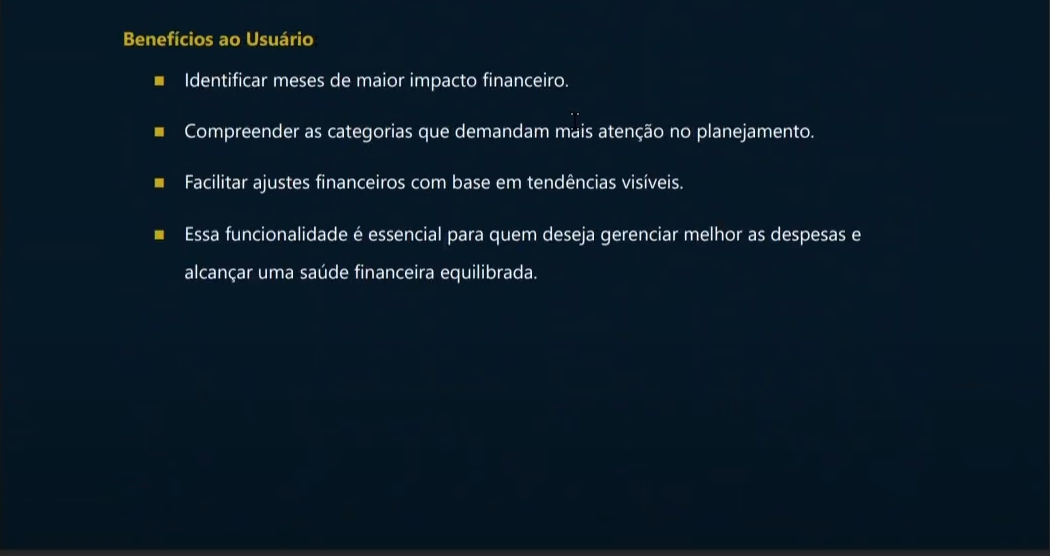 Benefícios ao Usuário
Identificar meses de maior impacto financeiro.
Compreender as categorias que demandam mais atenção no planejamento.
Facilitar ajustes financeiros com base em tendências visíveis.
Essa funcionalidade é essencial para quem deseja gerenciar melhor as despesas e
alcançar uma saúde financeira equilibrada.